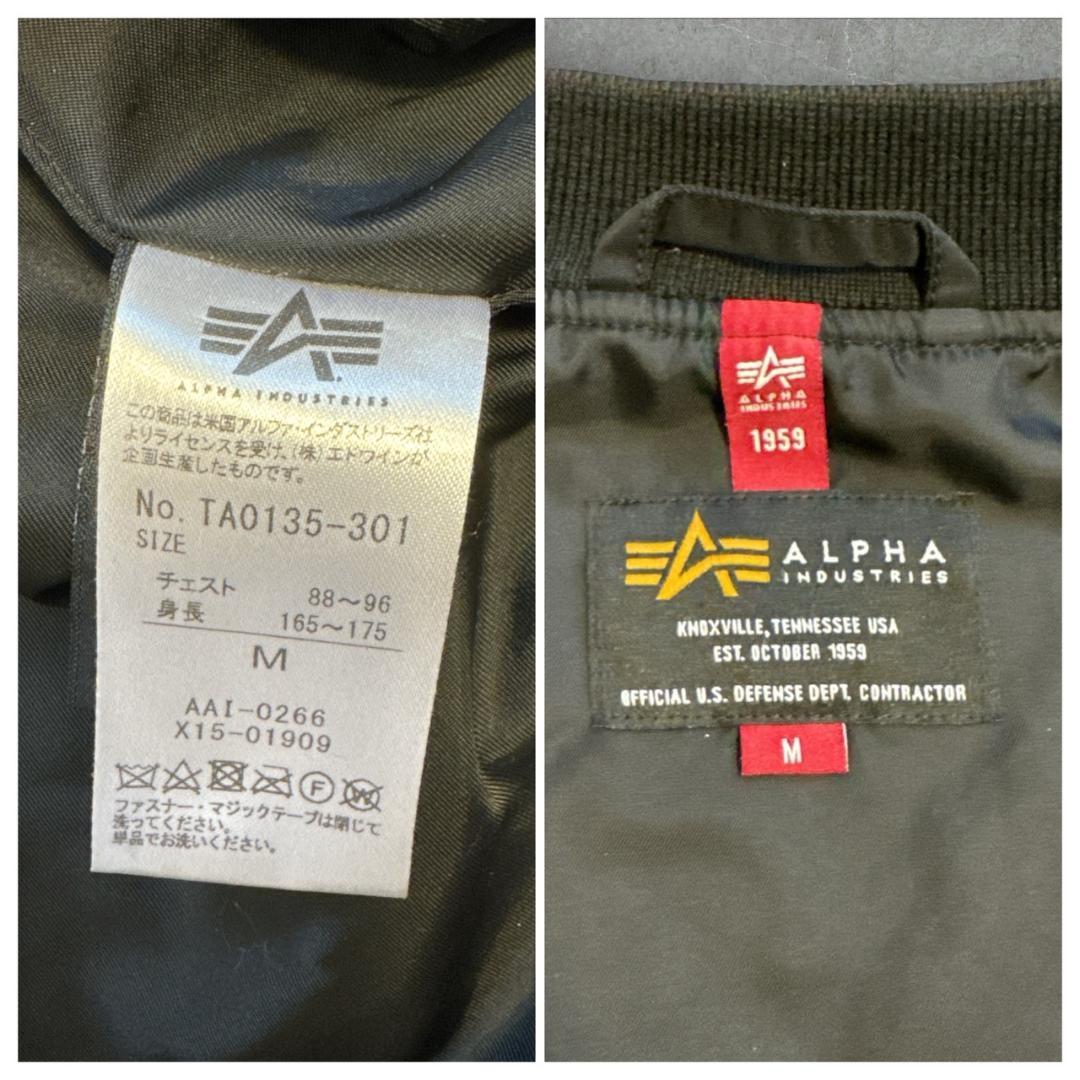 ALPHA INDUSTRIES
この商品は米国アルファ・インダストリーズ社
よりライセンスを受け、(株)エドウインが
企画生産したものです。
No. TA0135-301
SIZE
チェスト 88～96
身長 165～175
M
AAI-0266
X15-01909
F W
ファスナー・マジックテープは閉じて
洗ってください。
単品でお洗いください。
ALPHA
INDUSTRIES
1959
ALPHA
INDUSTRIES
KNOXVILLE, TENNESSEE USA
EST. OCTOBER 1959
OFFICIAL U.S. DEFENSE DEPT. CONTRACTOR
M